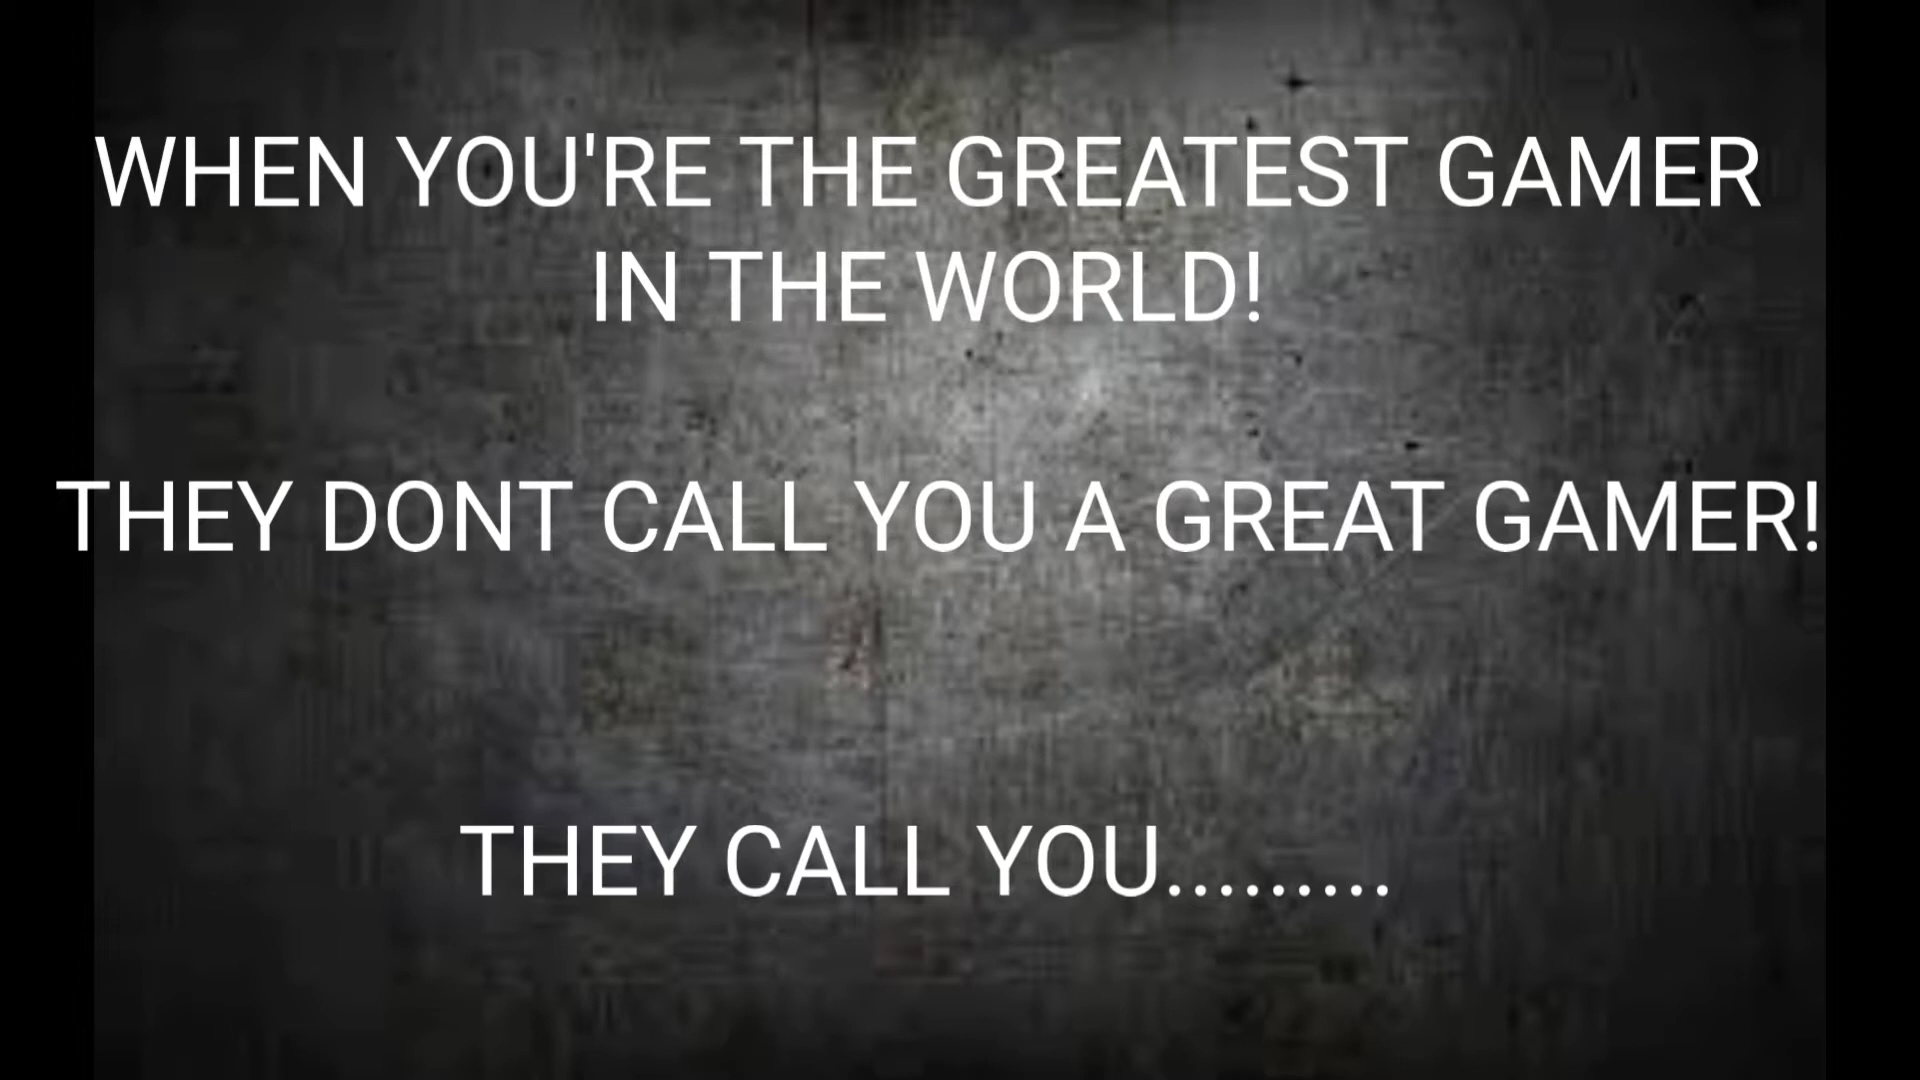 WHEN YOU'RE THE GREATEST GAMER
IN THE WORLD!
THEY DONT CALL YOU A GREAT GAMER!
THEY CALL YOU.........